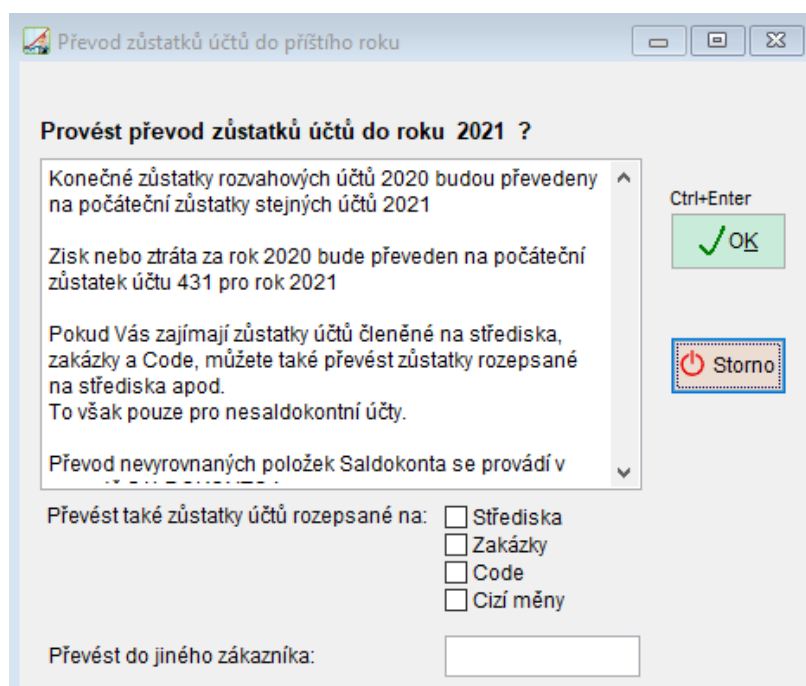 Převod zůstatků účtů do příštího roku
Provést převod zůstatků účtů do roku 2021 ?
Konečné zůstatky rozvahových účtů 2020 budou převedeny
na počáteční zůstatky stejných účtů 2021
Zisk nebo ztráta za rok 2020 bude převeden na počáteční
zůstatek účtu 431 pro rok 2021
Pokud Vás zajímají zůstatky účtů členěné na střediska,
zakázky a Code, můžete také převést zůstatky rozepsané
na střediska apod.
To však pouze pro nesaldokontní účty.
Převod nevyrovnaných položek Saldokonta se provádí v
Ctrl+Enter
OK
Storno
Převést také zůstatky účtů rozepsané na:
Střediska
Zakázky
Code
Cizí měny
Převést do jiného zákazníka: